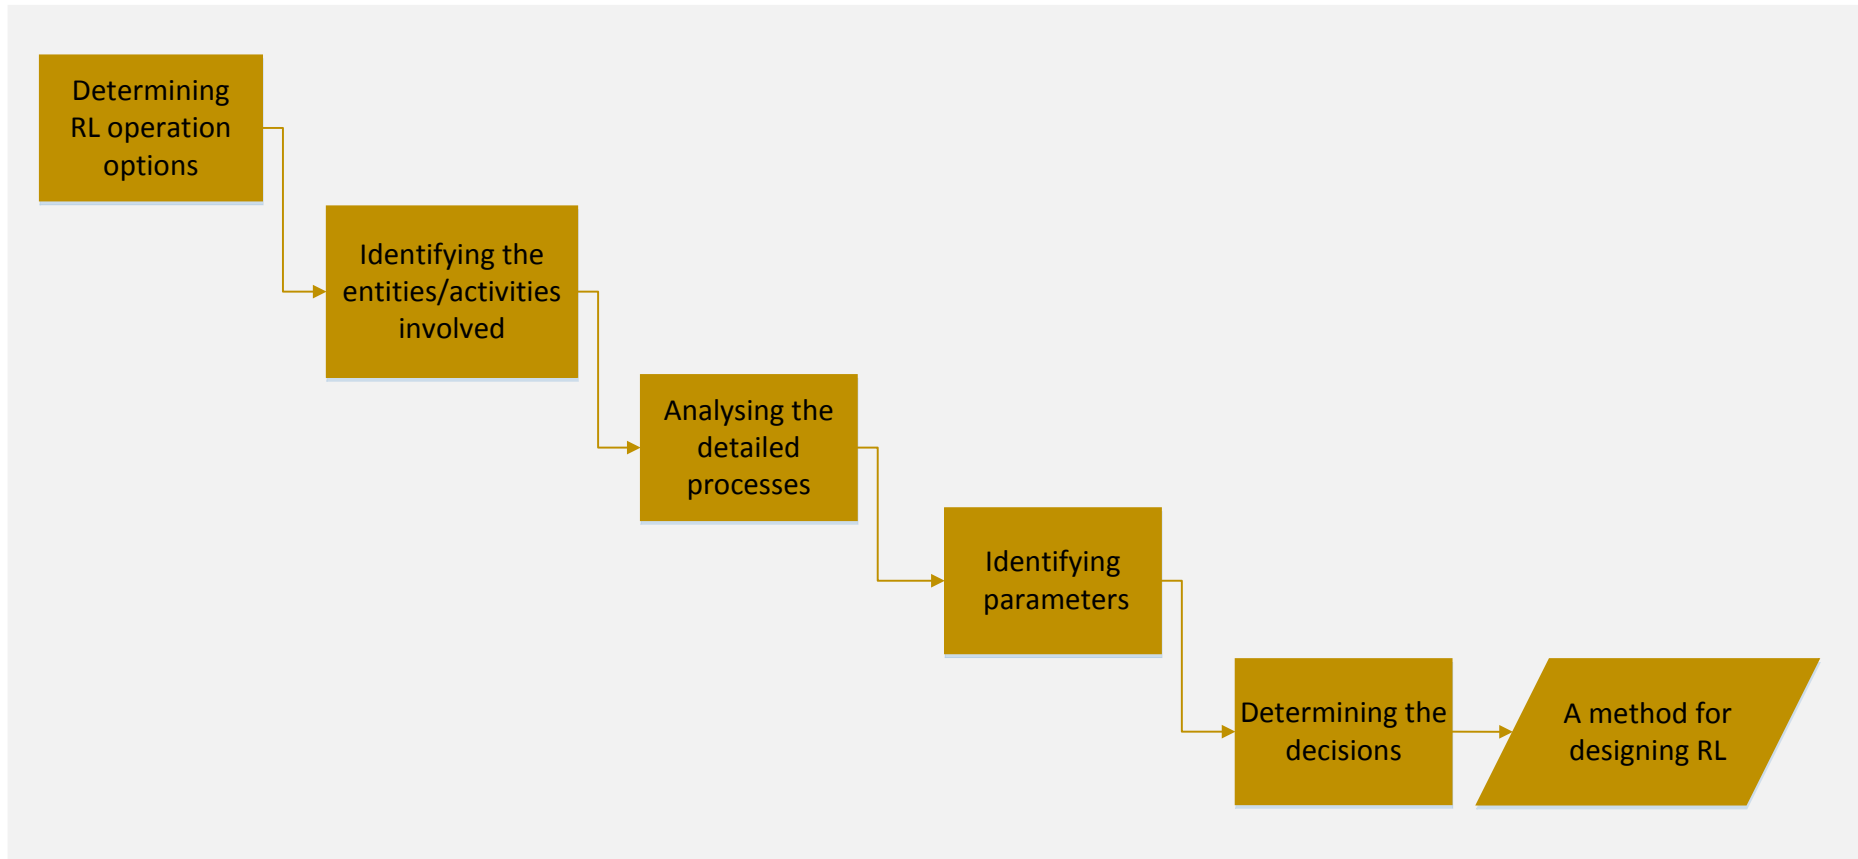 Determining
RL operation
options
Identifying the
entities/activities
involved
Analysing the
detailed
processes
Identifying
parameters
Determining the
decisions
A method for
designing RL